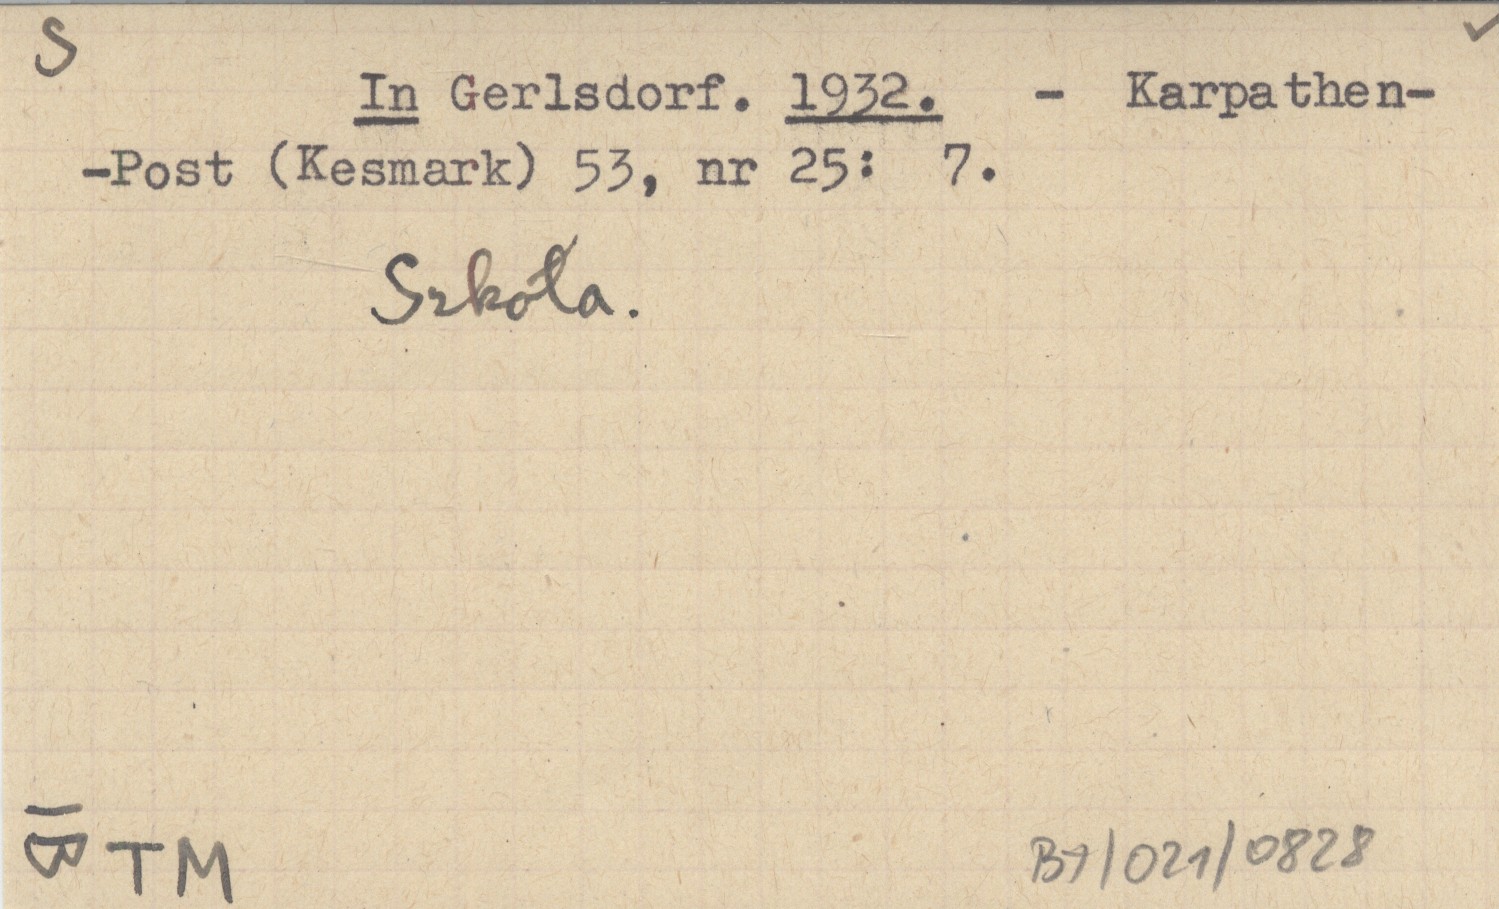 S
In Gerlsdorf. 1932. - Karpathen-
-Post (Kesmark) 53, nr 25: 7.
Szkoła.
TM
B7/021/0828